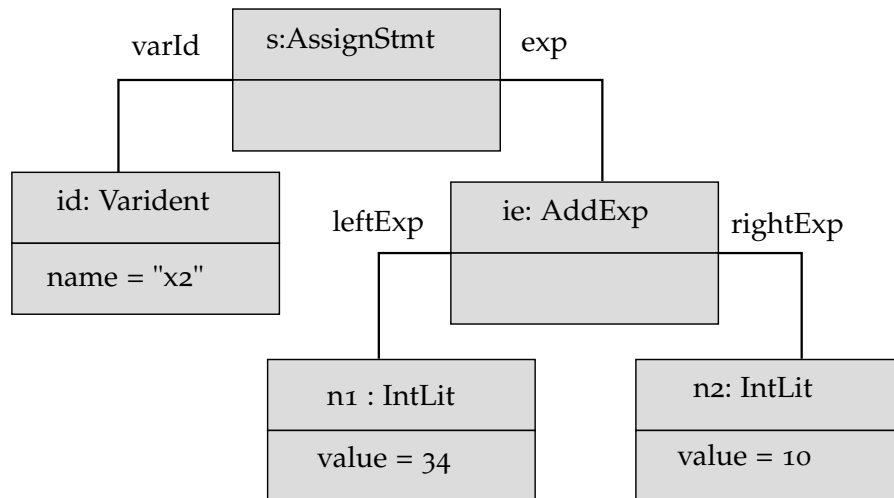 varId
s:AssignStmt
exp
id: Varident
name = "x2"
leftExp
ie: AddExp
rightExp
n1 : IntLit
value = 34
n2: IntLit
value = 10